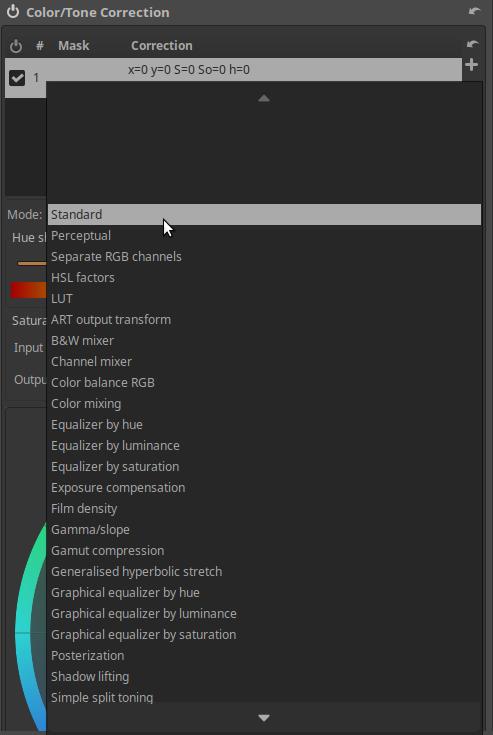 Color/Tone Correction
# Mask Correction
1 x=0 y=0 S=0 So=0 h=0
Mode:
Standard
Hue sl
Perceptual
Separate RGB channels
HSL factors
LUT
Satura
ART output transform
Input
B&W mixer
Channel mixer
Outpu
Color balance RGB
Color mixing
Equalizer by hue
Equalizer by luminance
Equalizer by saturation
Exposure compensation
Film density
Gamma/slope
Gamut compression
Generalised hyperbolic stretch
Graphical equalizer by hue
Graphical equalizer by luminance
Graphical equalizer by saturation
Posterization
Shadow lifting
Simple split toning